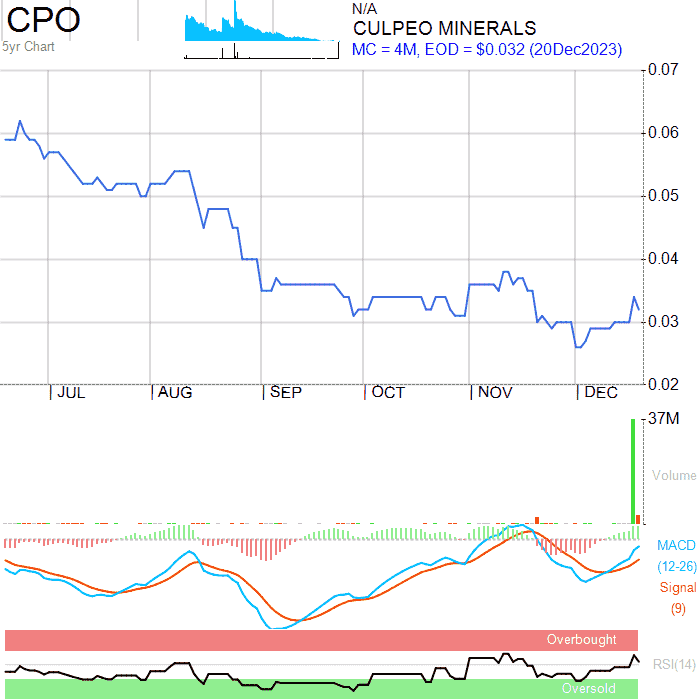 CPO
5yr Chart
N/A
CULPEO MINERALS
MC = 4M, EOD = $0.032 (20Dec2023)
0.07
0.06
0.05
0.04
0.03
0.02
JUL AUG SEP OCT NOV DEC
37M
Volume
MACD
(12-26)
Signal
(9)
Overbought
RSI(14)
Oversold